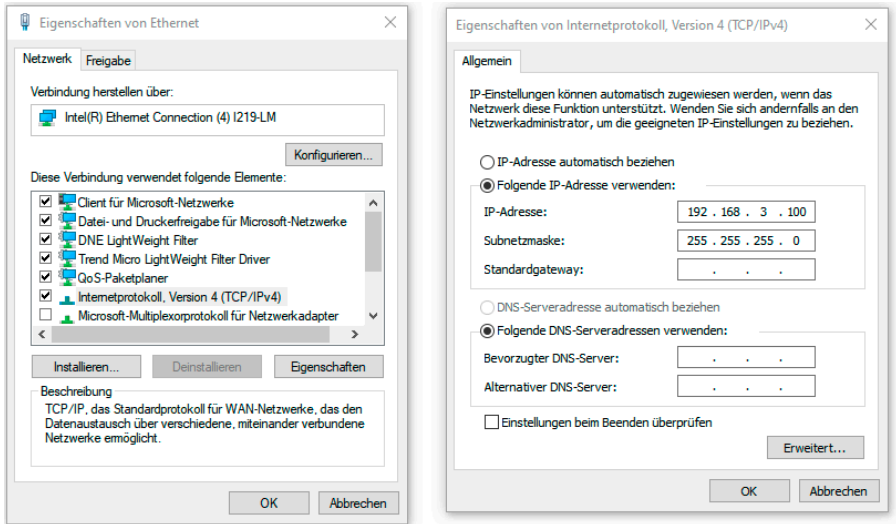 Eigenschaften von Ethernet
Netzwerk Freigabe
Verbindung herstellen über:
Intel(R) Ethernet Connection (4) I219-LM
Konfigurieren...
Diese Verbindung verwendet folgende Elemente:
Client für Microsoft-Netzwerke
Datei- und Druckerfreigabe für Microsoft-Netzwerke
DNE LightWeight Filter
Trend Micro LightWeight Filter Driver
QoS-Paketplaner
Internetprotokoll, Version 4 (TCP/IPv4)
Microsoft-Multiplexorprotokoll für Netzwerkadapter
Installieren... Deinstallieren Eigenschaften
Beschreibung
TCP/IP, das Standardprotokoll für WAN-Netzwerke, das den
Datenaustausch über verschiedene, miteinander verbundene
Netzwerke ermöglicht.
OK Abbrechen
Eigenschaften von Internetprotokoll, Version 4 (TCP/IPv4)
Allgemein
IP-Einstellungen können automatisch zugewiesen werden, wenn das
Netzwerk diese Funktion unterstützt. Wenden Sie sich andernfalls an den
Netzwerkadministrator, um die geeigneten IP-Einstellungen zu beziehen.
IP-Adresse automatisch beziehen
Folgende IP-Adresse verwenden:
IP-Adresse: 192 . 168 . 3 . 100
Subnetzmaske: 255 . 255 . 255 . 0
Standardgateway: . . .
DNS-Serveradresse automatisch beziehen
Folgende DNS-Serveradressen verwenden:
Bevorzugter DNS-Server: . . .
Alternativer DNS-Server: . . .
Einstellungen beim Beenden überprüfen
Erweitert...
OK Abbrechen